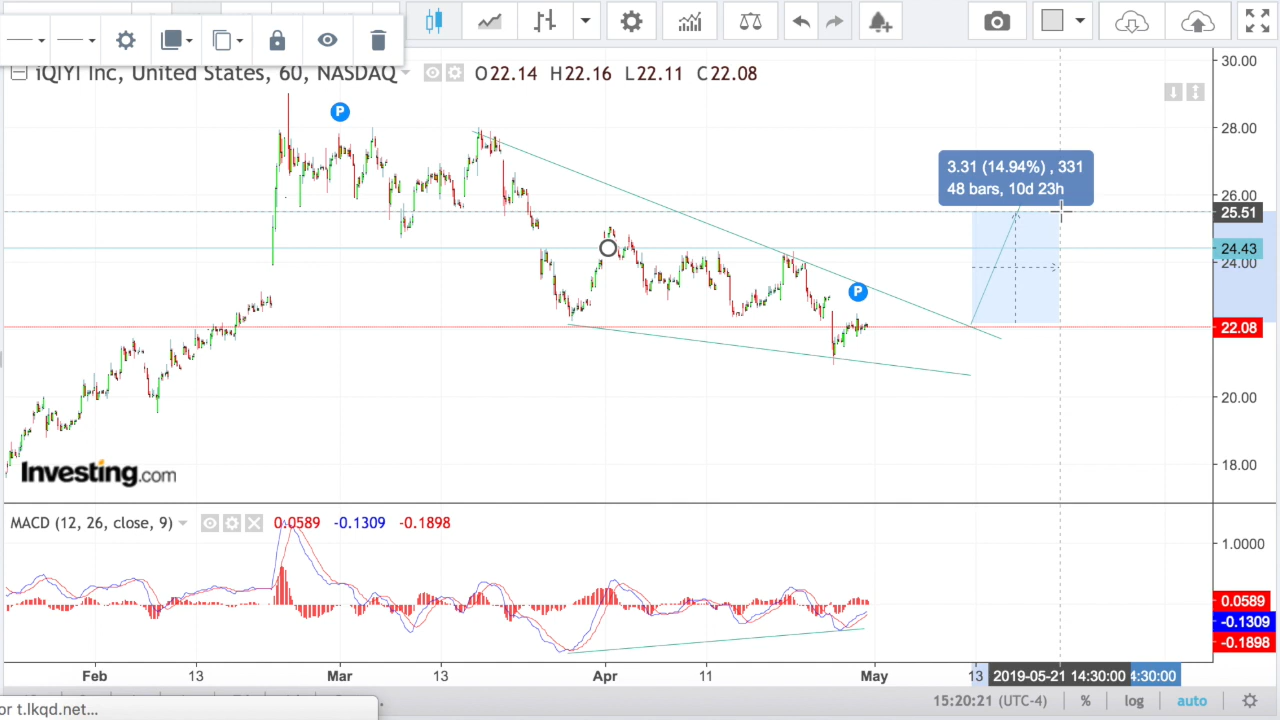 iQIYI Inc, United States, 60, NASDAQ O22.14 H22.16 L22.11 C22.08
30.00
P
28.00
3.31 (14.94%) , 331
48 bars, 10d 23h
26.00
25.51
24.43
24.00
P
22.08
20.00
18.00
Investing.com
MACD (12, 26, close, 9) 0.0589 -0.1309 -0.1898
1.0000
0.0589
-0.1309
-0.1898
Feb 13 Mar 13 Apr 11 May 13 2019-05-21 14:30:00 4:30:00
15:20:21 (UTC-4) % log auto
or t.lkqd.net...